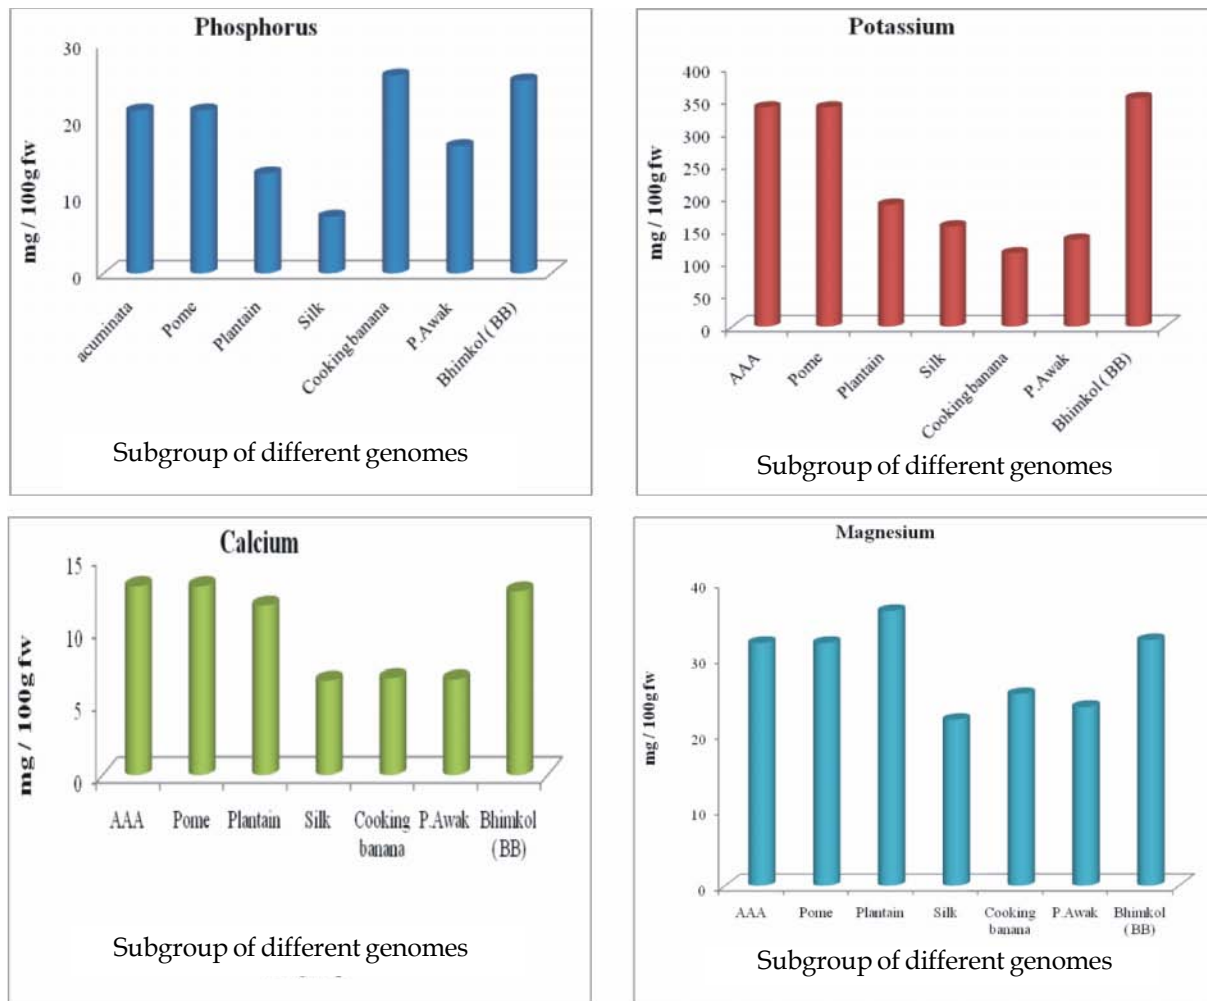 Phosphorus
30
20
10
0
mg / 100g fw
acuminata
Pome
Plantain
Silk
Cooking banana
P.Awak
Bhimkol ( BB)
Subgroup of different genomes
Potassium
400
350
300
250
200
150
100
50
0
mg / 100g fw
AAA
Pome
Plantain
Silk
Cooking banana
P.Awak
Bhimkol ( BB)
Subgroup of different genomes
Calcium
15
10
5
0
mg / 100g fw
AAA Pome Plantain Silk Cooking P.Awak Bhimkol
banana (BB)
Subgroup of different genomes
Magnesium
40
30
20
10
0
mg / 100g fw
AAA Pome Plantain Silk Cooking P.Awak Bhimkol
banana (BB)
Subgroup of different genomes